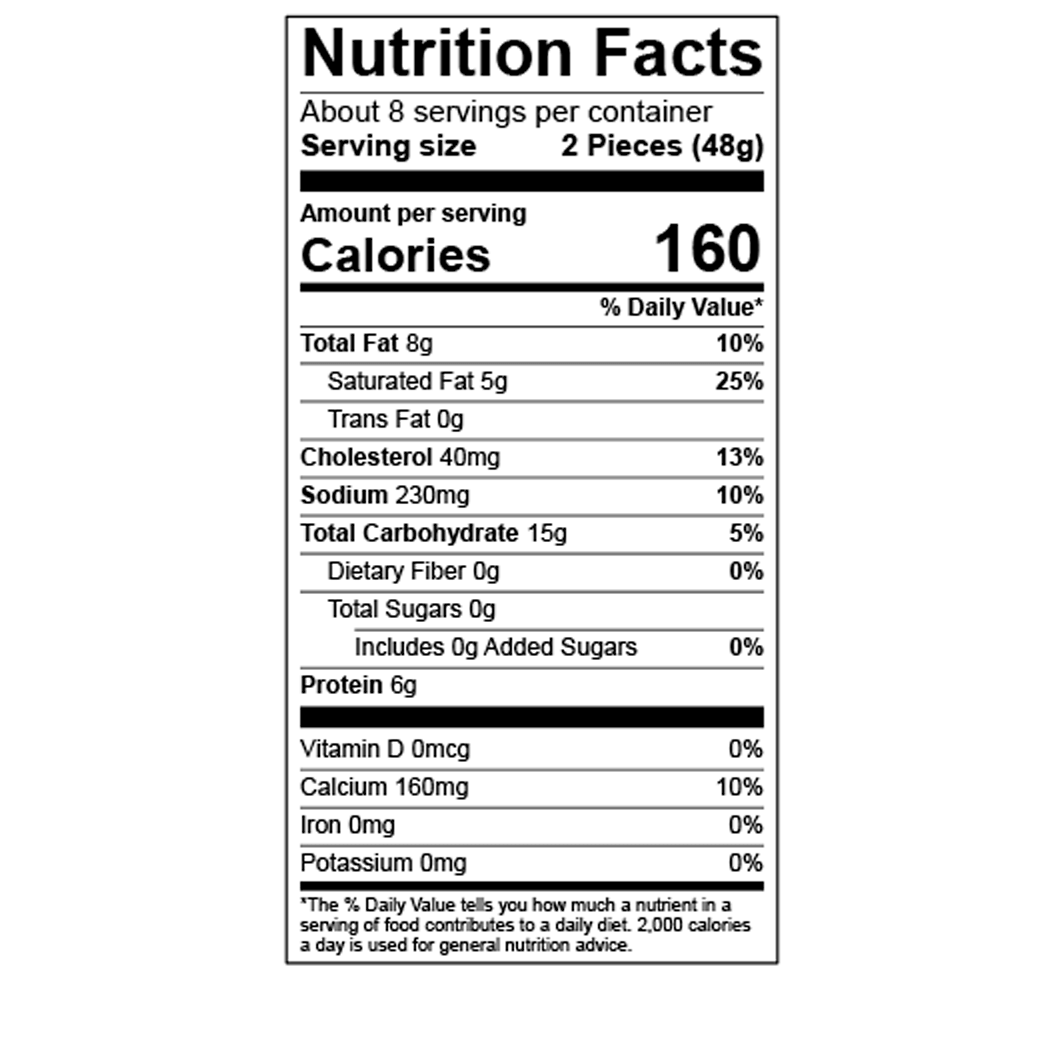 Nutrition Facts
About 8 servings per container
Serving size 2 Pieces (48g)
Amount per serving
Calories 160
% Daily Value*
Total Fat 8g 10%
Saturated Fat 5g 25%
Trans Fat 0g
Cholesterol 40mg 13%
Sodium 230mg 10%
Total Carbohydrate 15g 5%
Dietary Fiber 0g 0%
Total Sugars 0g
Includes 0g Added Sugars 0%
Protein 6g
Vitamin D 0mcg 0%
Calcium 160mg 10%
Iron 0mg 0%
Potassium 0mg 0%
*The % Daily Value tells you how much a nutrient in a
serving of food contributes to a daily diet. 2,000 calories
a day is used for general nutrition advice.